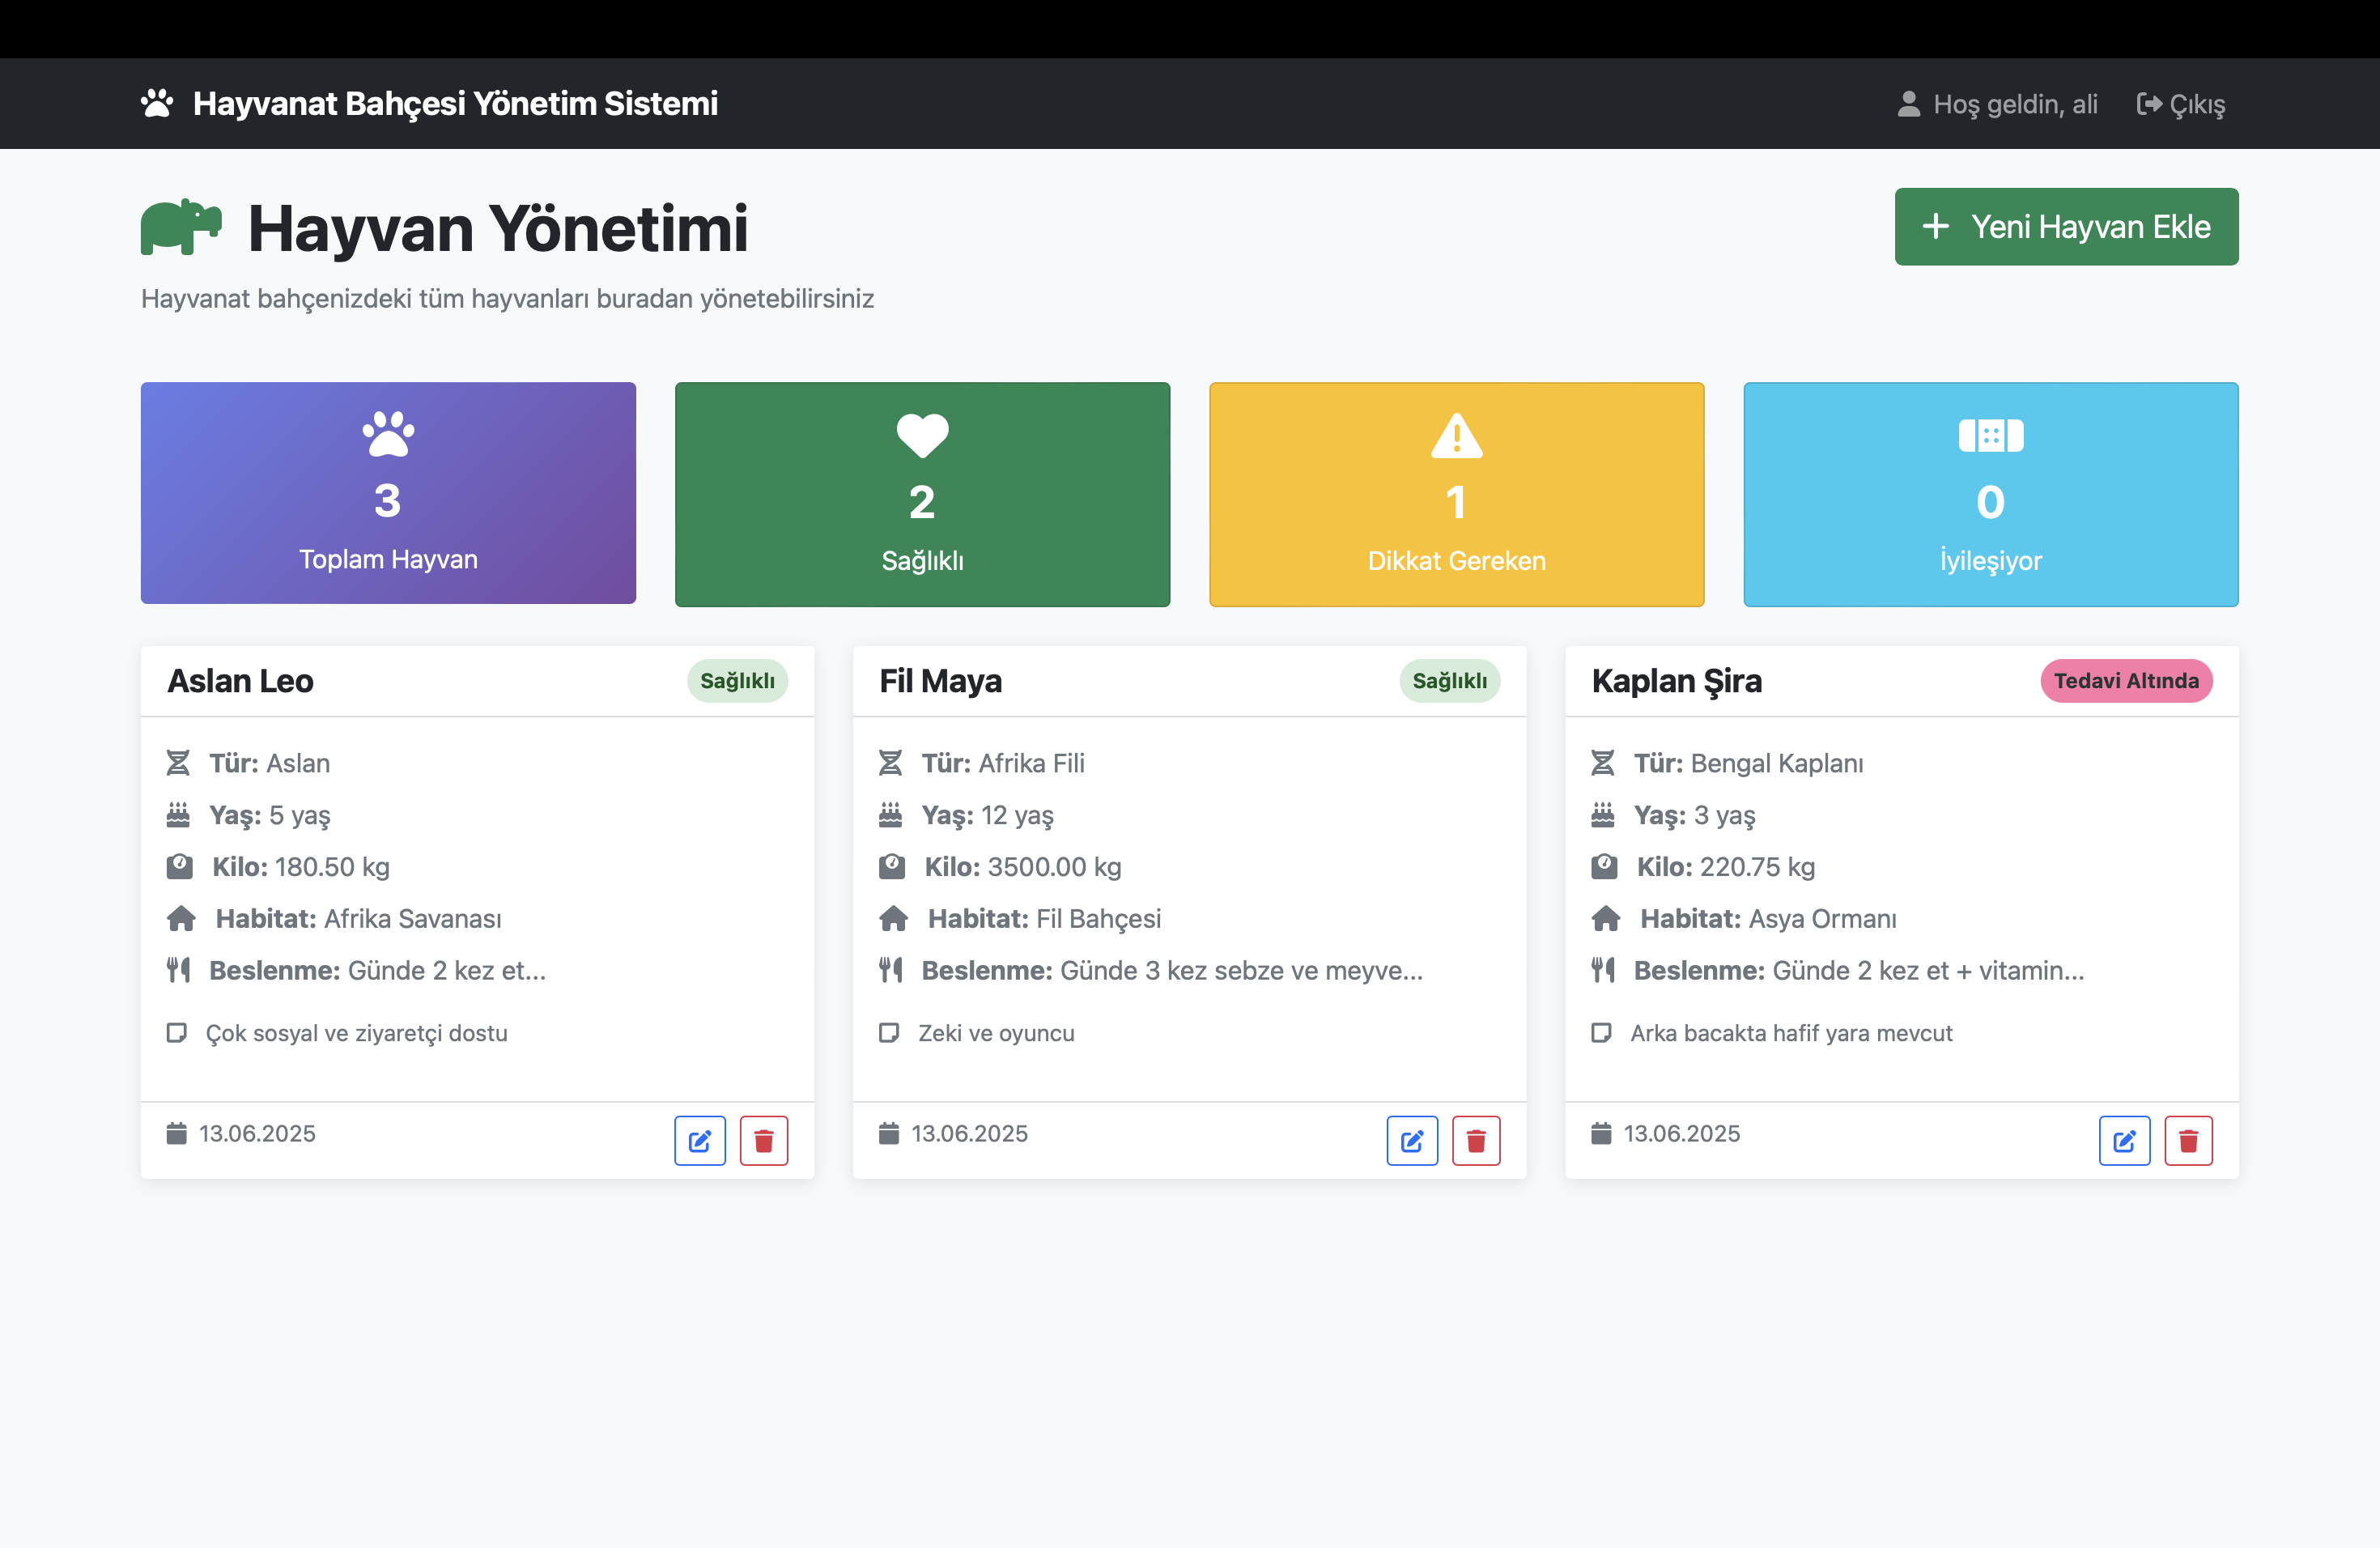 Hayvanat Bahçesi Yönetim Sistemi
Hoş geldin, ali
Çıkış
Hayvan Yönetimi
Yeni Hayvan Ekle
Hayvanat bahçenizdeki tüm hayvanları buradan yönetebilirsiniz
3
Toplam Hayvan
2
Sağlıklı
1
Dikkat Gereken
0
İyileşiyor
Aslan Leo
Sağlıklı
Tür: Aslan
Yaş: 5 yaş
Kilo: 180.50 kg
Habitat: Afrika Savanası
Beslenme: Günde 2 kez et...
Çok sosyal ve ziyaretçi dostu
13.06.2025
Fil Maya
Sağlıklı
Tür: Afrika Fili
Yaş: 12 yaş
Kilo: 3500.00 kg
Habitat: Fil Bahçesi
Beslenme: Günde 3 kez sebze ve meyve...
Zeki ve oyuncu
13.06.2025
Kaplan Şira
Tedavi Altında
Tür: Bengal Kaplanı
Yaş: 3 yaş
Kilo: 220.75 kg
Habitat: Asya Ormanı
Beslenme: Günde 2 kez et + vitamin...
Arka bacakta hafif yara mevcut
13.06.2025